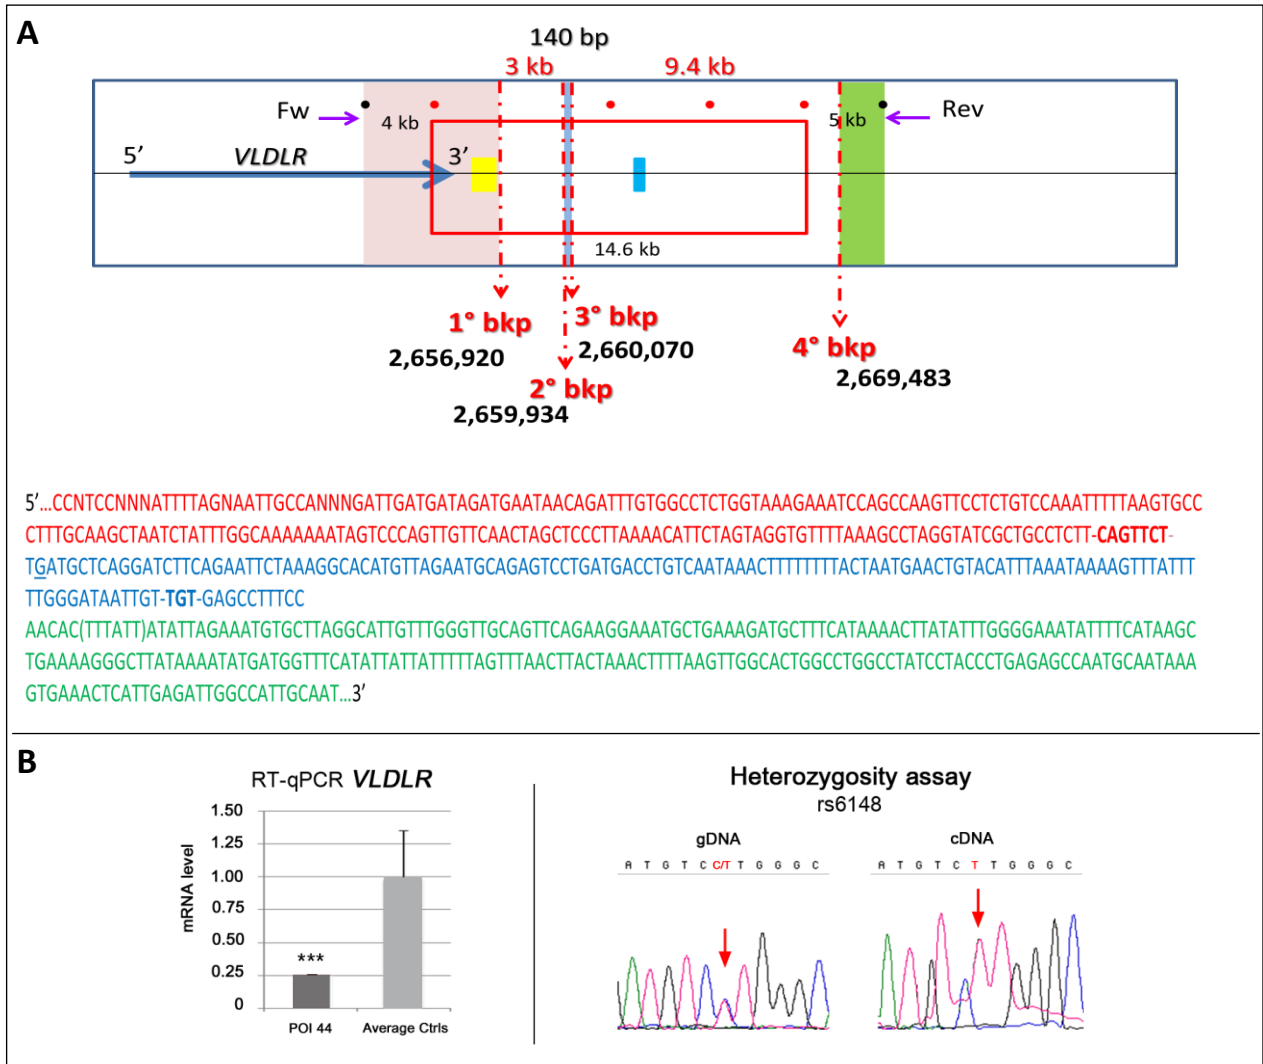 A
140 bp
3 kb
9.4 kb
Fw
4 kb
5 kb
Rev
5’
VLDLR
3’
14.6 kb
1° bkp
2,656,920
3° bkp
2,660,070
2° bkp
2,659,934
4° bkp
2,669,483
5’...CCNTCCNNNATTTTAGNAATTGCCANNNGATTGATGATAGATGAATAACAGATTTGTGGCCTCTGGTAAAGAAATCCAGCCAAGTTCCTCTGTCCAAATTTTTAAGTGCC
CTTTGCAAGCTAATCTATTTGGCAAAAAAATAGTCCCAGTTGTTCAACTAGCTCCCTTAAAACATTCTAGTAGGTGTTTTAAAGCCTAGGTATCGCTGCCTCTT-CAGTTCT-
TGATGCTCAGGATCTTCAGAATTCTAAAGGCACATGTTAGAATGCAGAGTCCTGATGACCTGTCAATAAACTTTTTTTTTACTAATGAACTGTACATTTAAATAAAAGTTTATTT
TTGGGATAATTGT-TGT-GAGCCTTTCC
AACAC(TTTATT)ATATTAGAAATGTGCTTAGGCATTGTTTGGGTTGCAGTTCAGAAGGAAATGCTGAAAGATGCTTTCATAAAACTTATATTTGGGGAAATATTTTCATAAGC
TGAAAAGGGCTTATAAAATATGATGGTTTCATATTATTATTTTTAGTTTAACTTACTAAACTTTTAAGTTGGCACTGGCCTGGCCTATCCTACCCTGAGAGCCAATGCAATAAA
GTGAAACTCATTGAGATTGGCCATTGCAAT...3’
B
RT-qPCR VLDLR
mRNA level
1.50
1.25
1.00
0.75
0.50
0.25
0
***
POI 44
Average Ctrls
Heterozygosity assay
rs6148
gDNA
A T G T C C/T T G G G C
cDNA
A T G T C T T G G G C